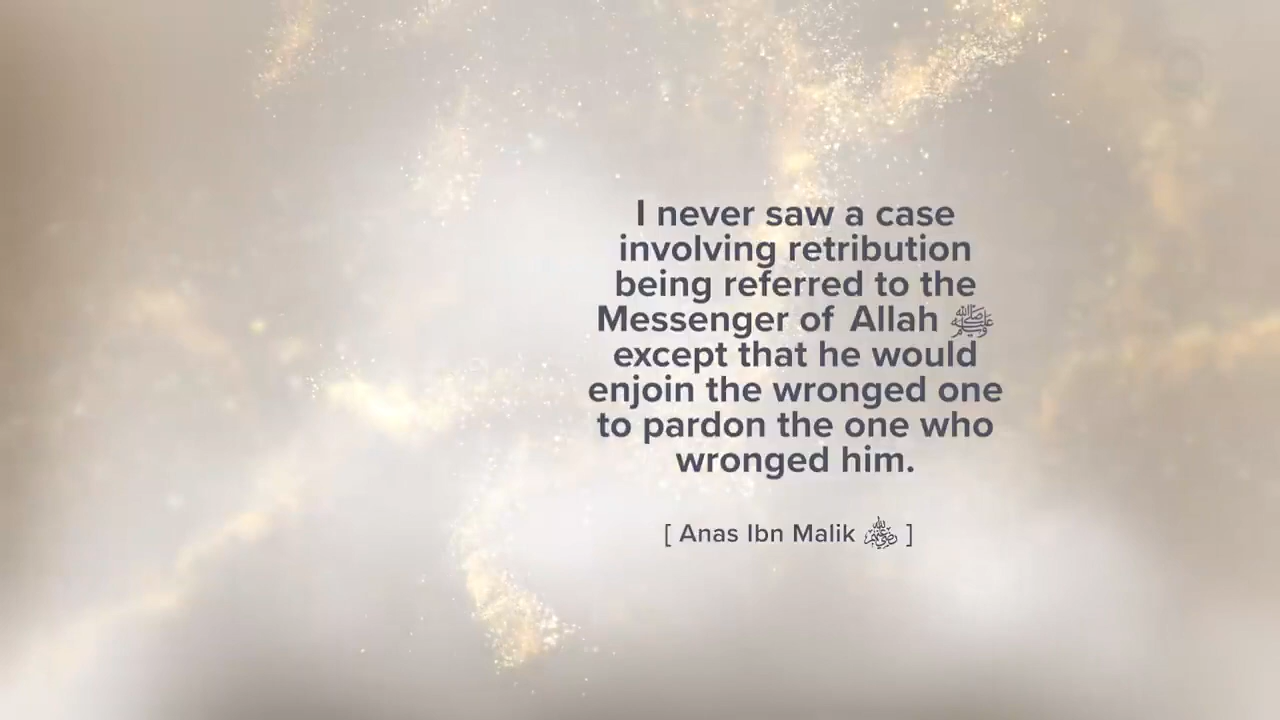 I never saw a case
involving retribution
being referred to the
Messenger of Allah ﷺ
except that he would
enjoin the wronged one
to pardon the one who
wronged him.
[ Anas Ibn Malik رضي الله عنه ]